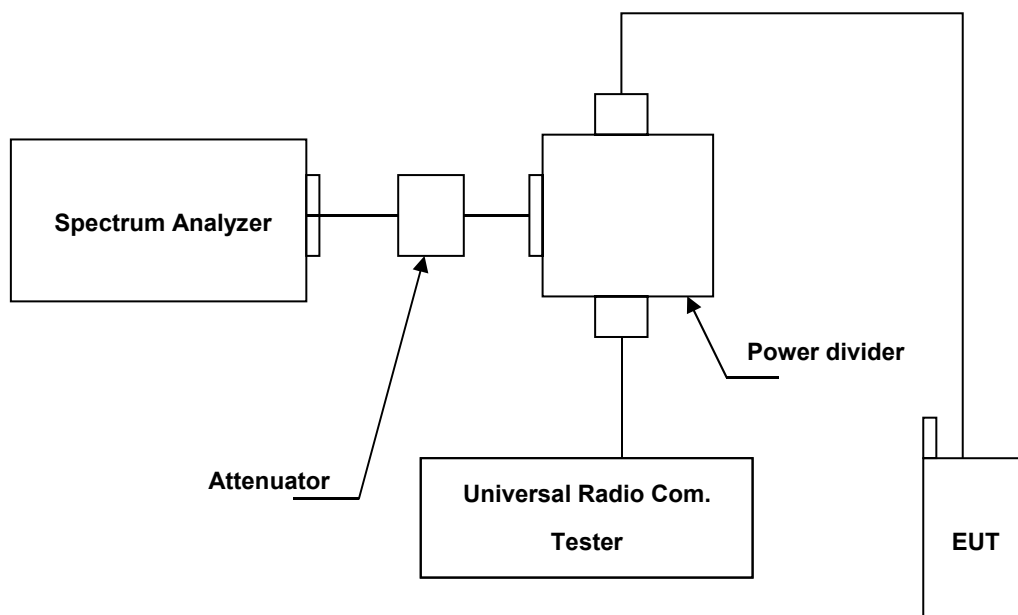 Spectrum Analyzer
Power divider
Attenuator
Universal Radio Com.
Tester
EUT